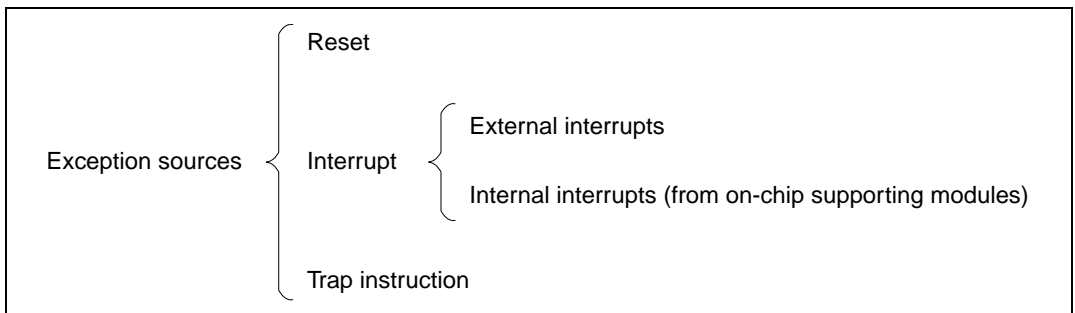 Reset
External interrupts
Exception sources
Interrupt
Internal interrupts (from on-chip supporting modules)
Trap instruction